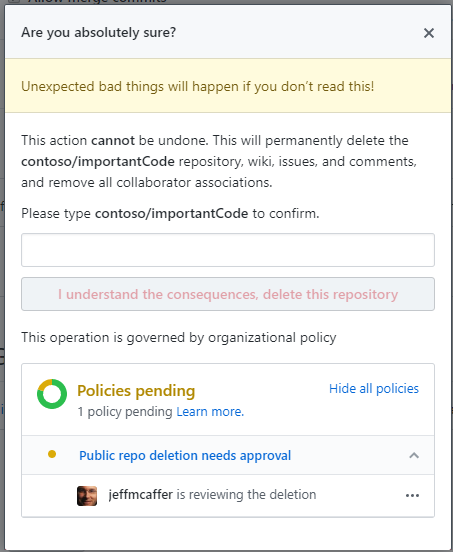 Allow merge commits
Are you absolutely sure?
Unexpected bad things will happen if you don’t read this!
This action cannot be undone. This will permanently delete the
contoso/importantCode repository, wiki, issues, and comments,
and remove all collaborator associations.
Please type contoso/importantCode to confirm.
I understand the consequences, delete this repository
This operation is governed by organizational policy
Policies pending
Hide all policies
1 policy pending Learn more.
Public repo deletion needs approval
jeffmcaffer is reviewing the deletion